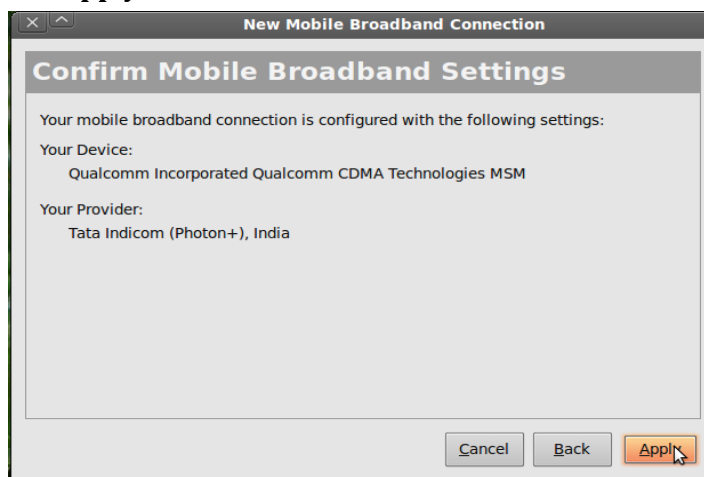 New Mobile Broadband Connection
Confirm Mobile Broadband Settings
Your mobile broadband connection is configured with the following settings:
Your Device:
Qualcomm Incorporated Qualcomm CDMA Technologies MSM
Your Provider:
Tata Indicom (Photon+), India
Cancel Back Apply